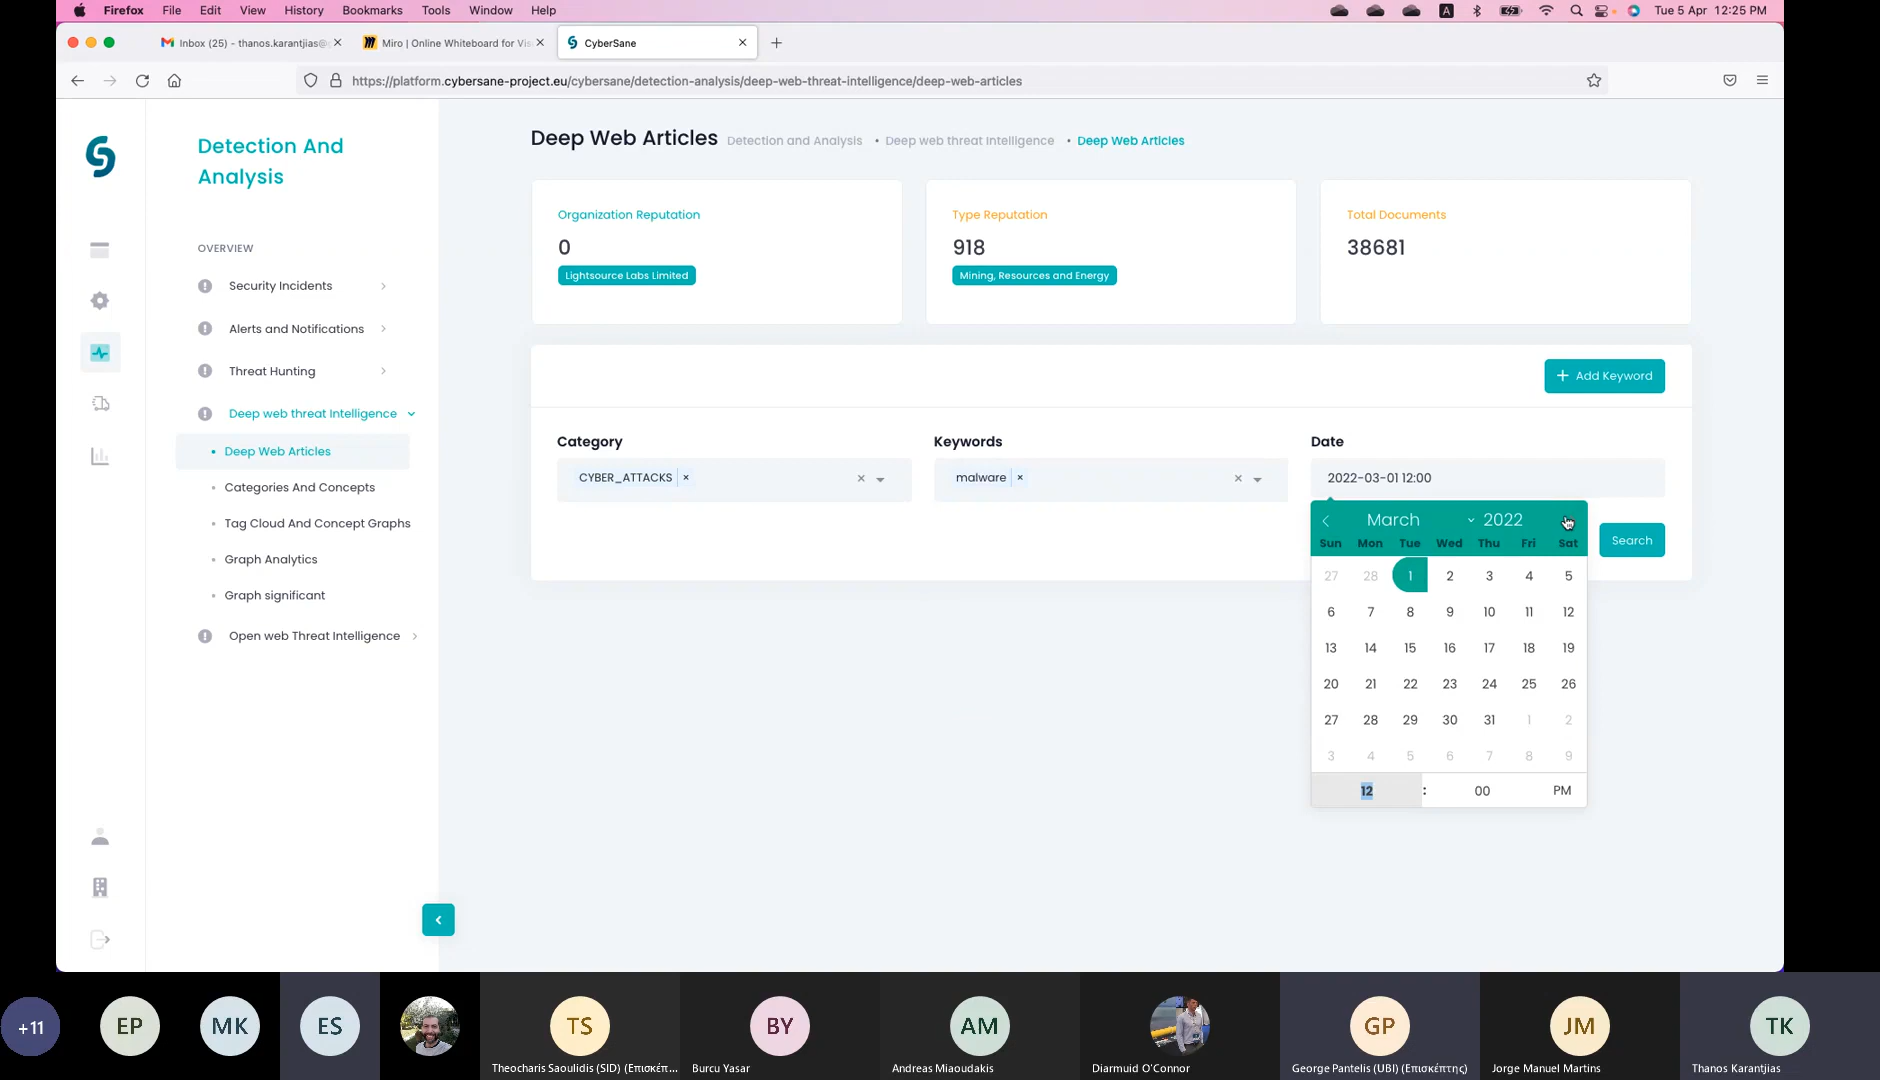 Firefox File Edit View History Bookmarks Tools Window Help A Tue 5 Apr 12:25 PM
Inbox (25) - thanos.karantjias@
Miro | Online Whiteboard for Vis
CyberSane
https://platform.cybersane-project.eu/cybersane/detection-analysis/deep-web-threat-intelligence/deep-web-articles
Detection And
Analysis
OVERVIEW
Security Incidents
Alerts and Notifications
Threat Hunting
Deep web threat Intelligence
Deep Web Articles
Categories And Concepts
Tag Cloud And Concept Graphs
Graph Analytics
Graph significant
Open web Threat Intelligence
Deep Web Articles Detection and Analysis • Deep web threat Intelligence • Deep Web Articles
Organization Reputation
0
Lightsource Labs Limited
Type Reputation
918
Mining, Resources and Energy
Total Documents
38681
+ Add Keyword
Category
CYBER_ATTACKS ×
Keywords
malware ×
Date
2022-03-01 12:00
March 2022
Sun Mon Tue Wed Thu Fri Sat
27 28 1 2 3 4 5
6 7 8 9 10 11 12
13 14 15 16 17 18 19
20 21 22 23 24 25 26
27 28 29 30 31 1 2
3 4 5 6 7 8 9
12 : 00 PM
Search
+11
EP
MK
ES
TS
Theocharis Saoulidis (SID) (Επισκέπ...
BY
Burcu Yasar
AM
Andreas Miaoudakis
Diarmuid O'Connor
GP
George Pantelis (UBI) (Επισκέπτης)
JM
Jorge Manuel Martins
TK
Thanos Karantjias